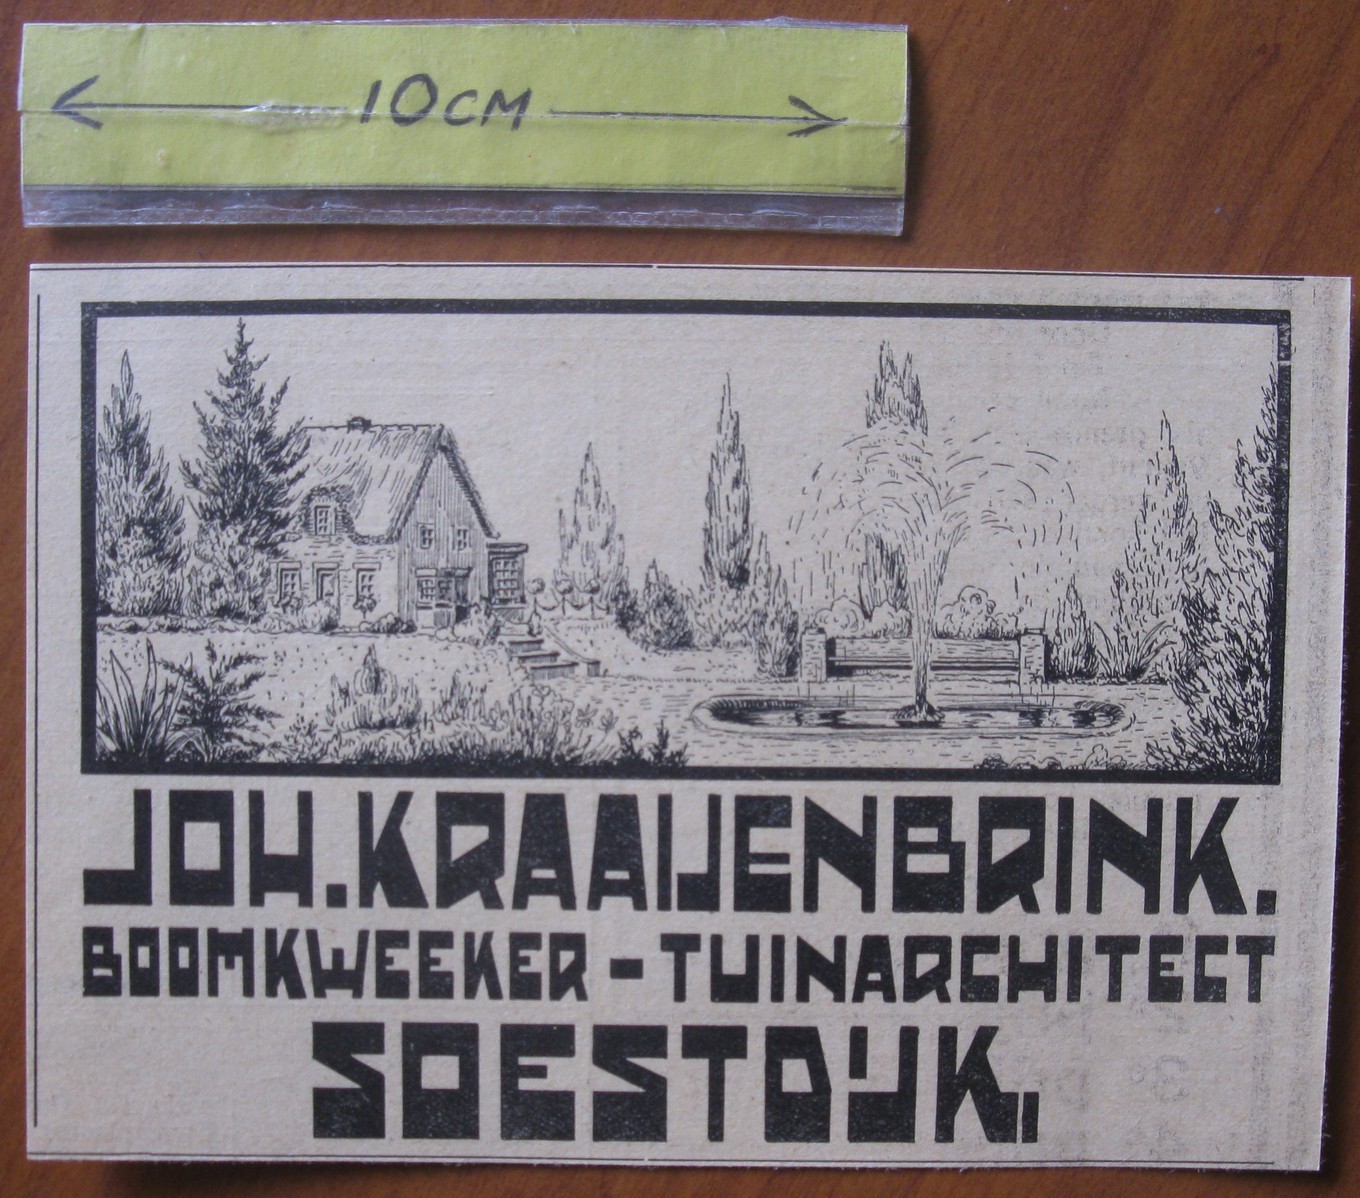 10CM
JOH. KRAAIJENBRINK.
BOOMKWEEKER - TUINARCHITECT
SOESTDIJK.